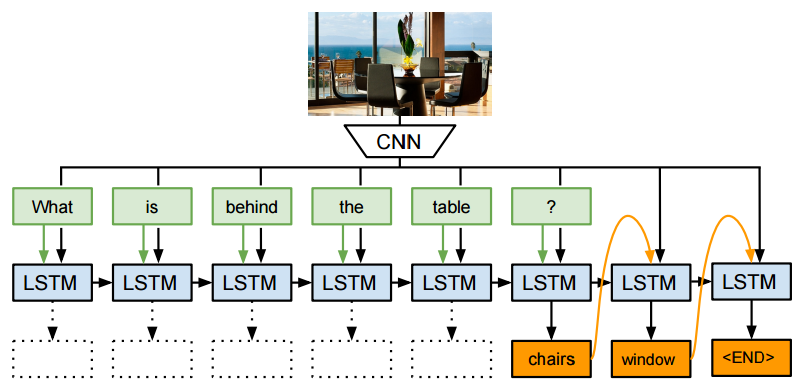 CNN
What is behind the table ?
LSTM LSTM LSTM LSTM LSTM LSTM LSTM LSTM
chairs window <END>